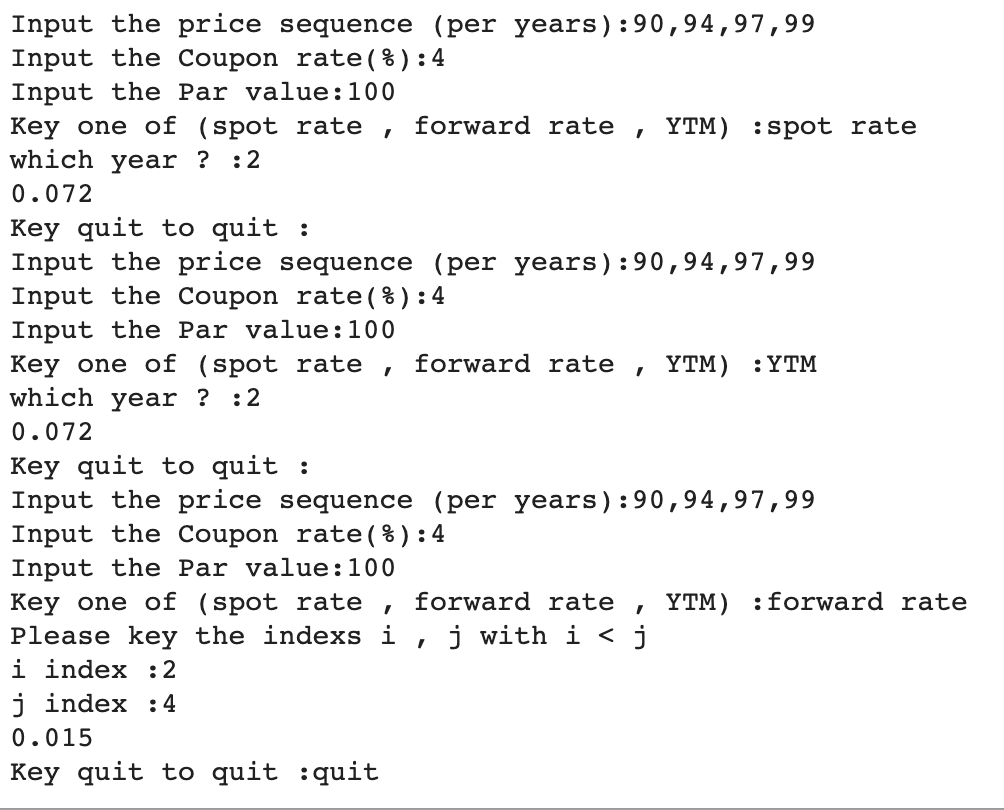 Input the price sequence (per years):90,94,97,99
Input the Coupon rate(%):4
Input the Par value:100
Key one of (spot rate , forward rate , YTM) :spot rate
which year ? :2
0.072
Key quit to quit :
Input the price sequence (per years):90,94,97,99
Input the Coupon rate(%):4
Input the Par value:100
Key one of (spot rate , forward rate , YTM) :YTM
which year ? :2
0.072
Key quit to quit :
Input the price sequence (per years):90,94,97,99
Input the Coupon rate(%):4
Input the Par value:100
Key one of (spot rate , forward rate , YTM) :forward rate
Please key the indexs i , j with i < j
i index :2
j index :4
0.015
Key quit to quit :quit